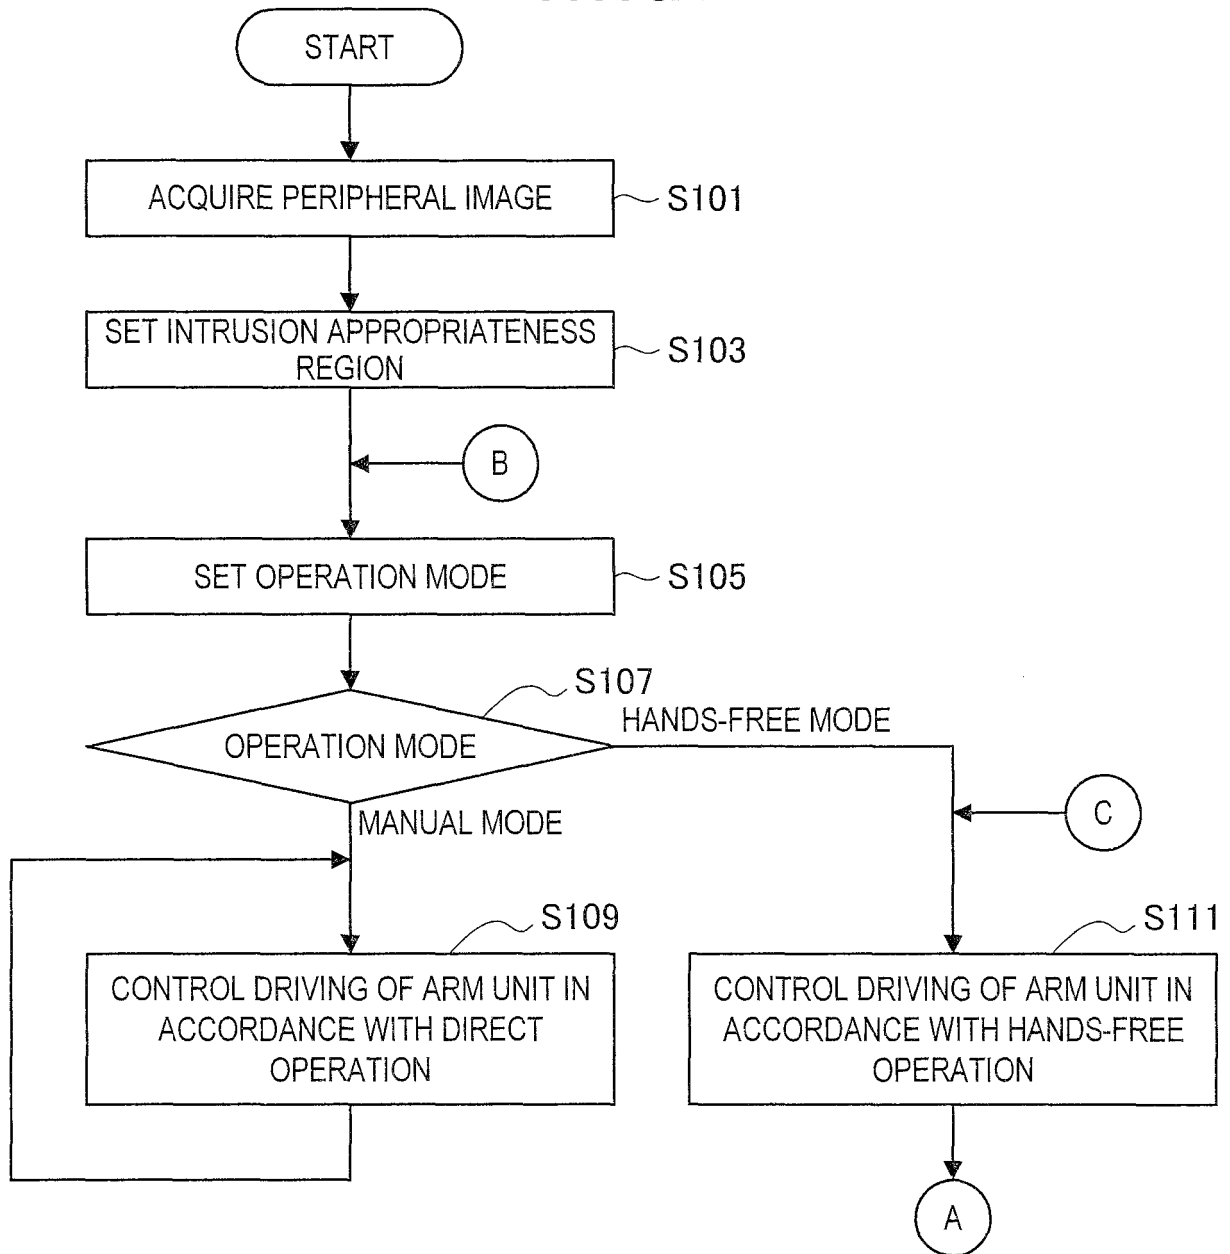 START
ACQUIRE PERIPHERAL IMAGE
S101
SET INTRUSION APPROPRIATENESS
REGION
S103
B
SET OPERATION MODE
S105
S107
OPERATION MODE
HANDS-FREE MODE
MANUAL MODE
C
S109
CONTROL DRIVING OF ARM UNIT IN
ACCORDANCE WITH DIRECT
OPERATION
S111
CONTROL DRIVING OF ARM UNIT IN
ACCORDANCE WITH HANDS-FREE
OPERATION
A